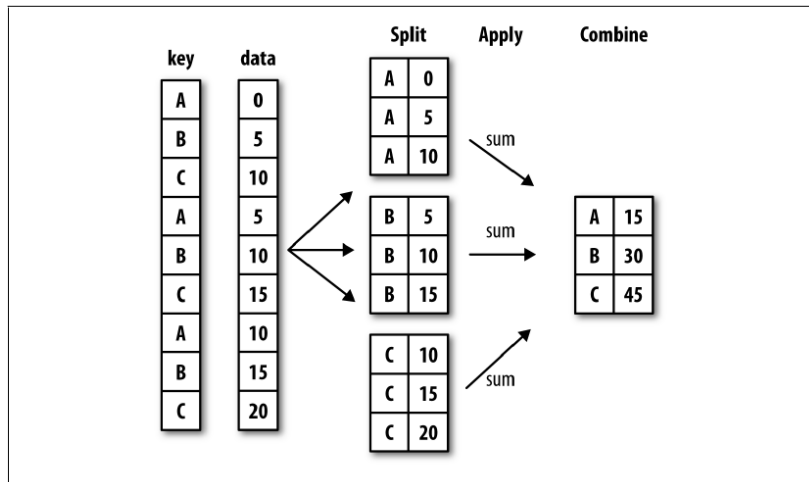 Split Apply Combine
key data
A 0
B 5
C 10
A 5
B 10
C 15
A 10
B 15
C 20
A 0
A 5
A 10
B 5
B 10
B 15
C 10
C 15
C 20
sum
sum
sum
A 15
B 30
C 45